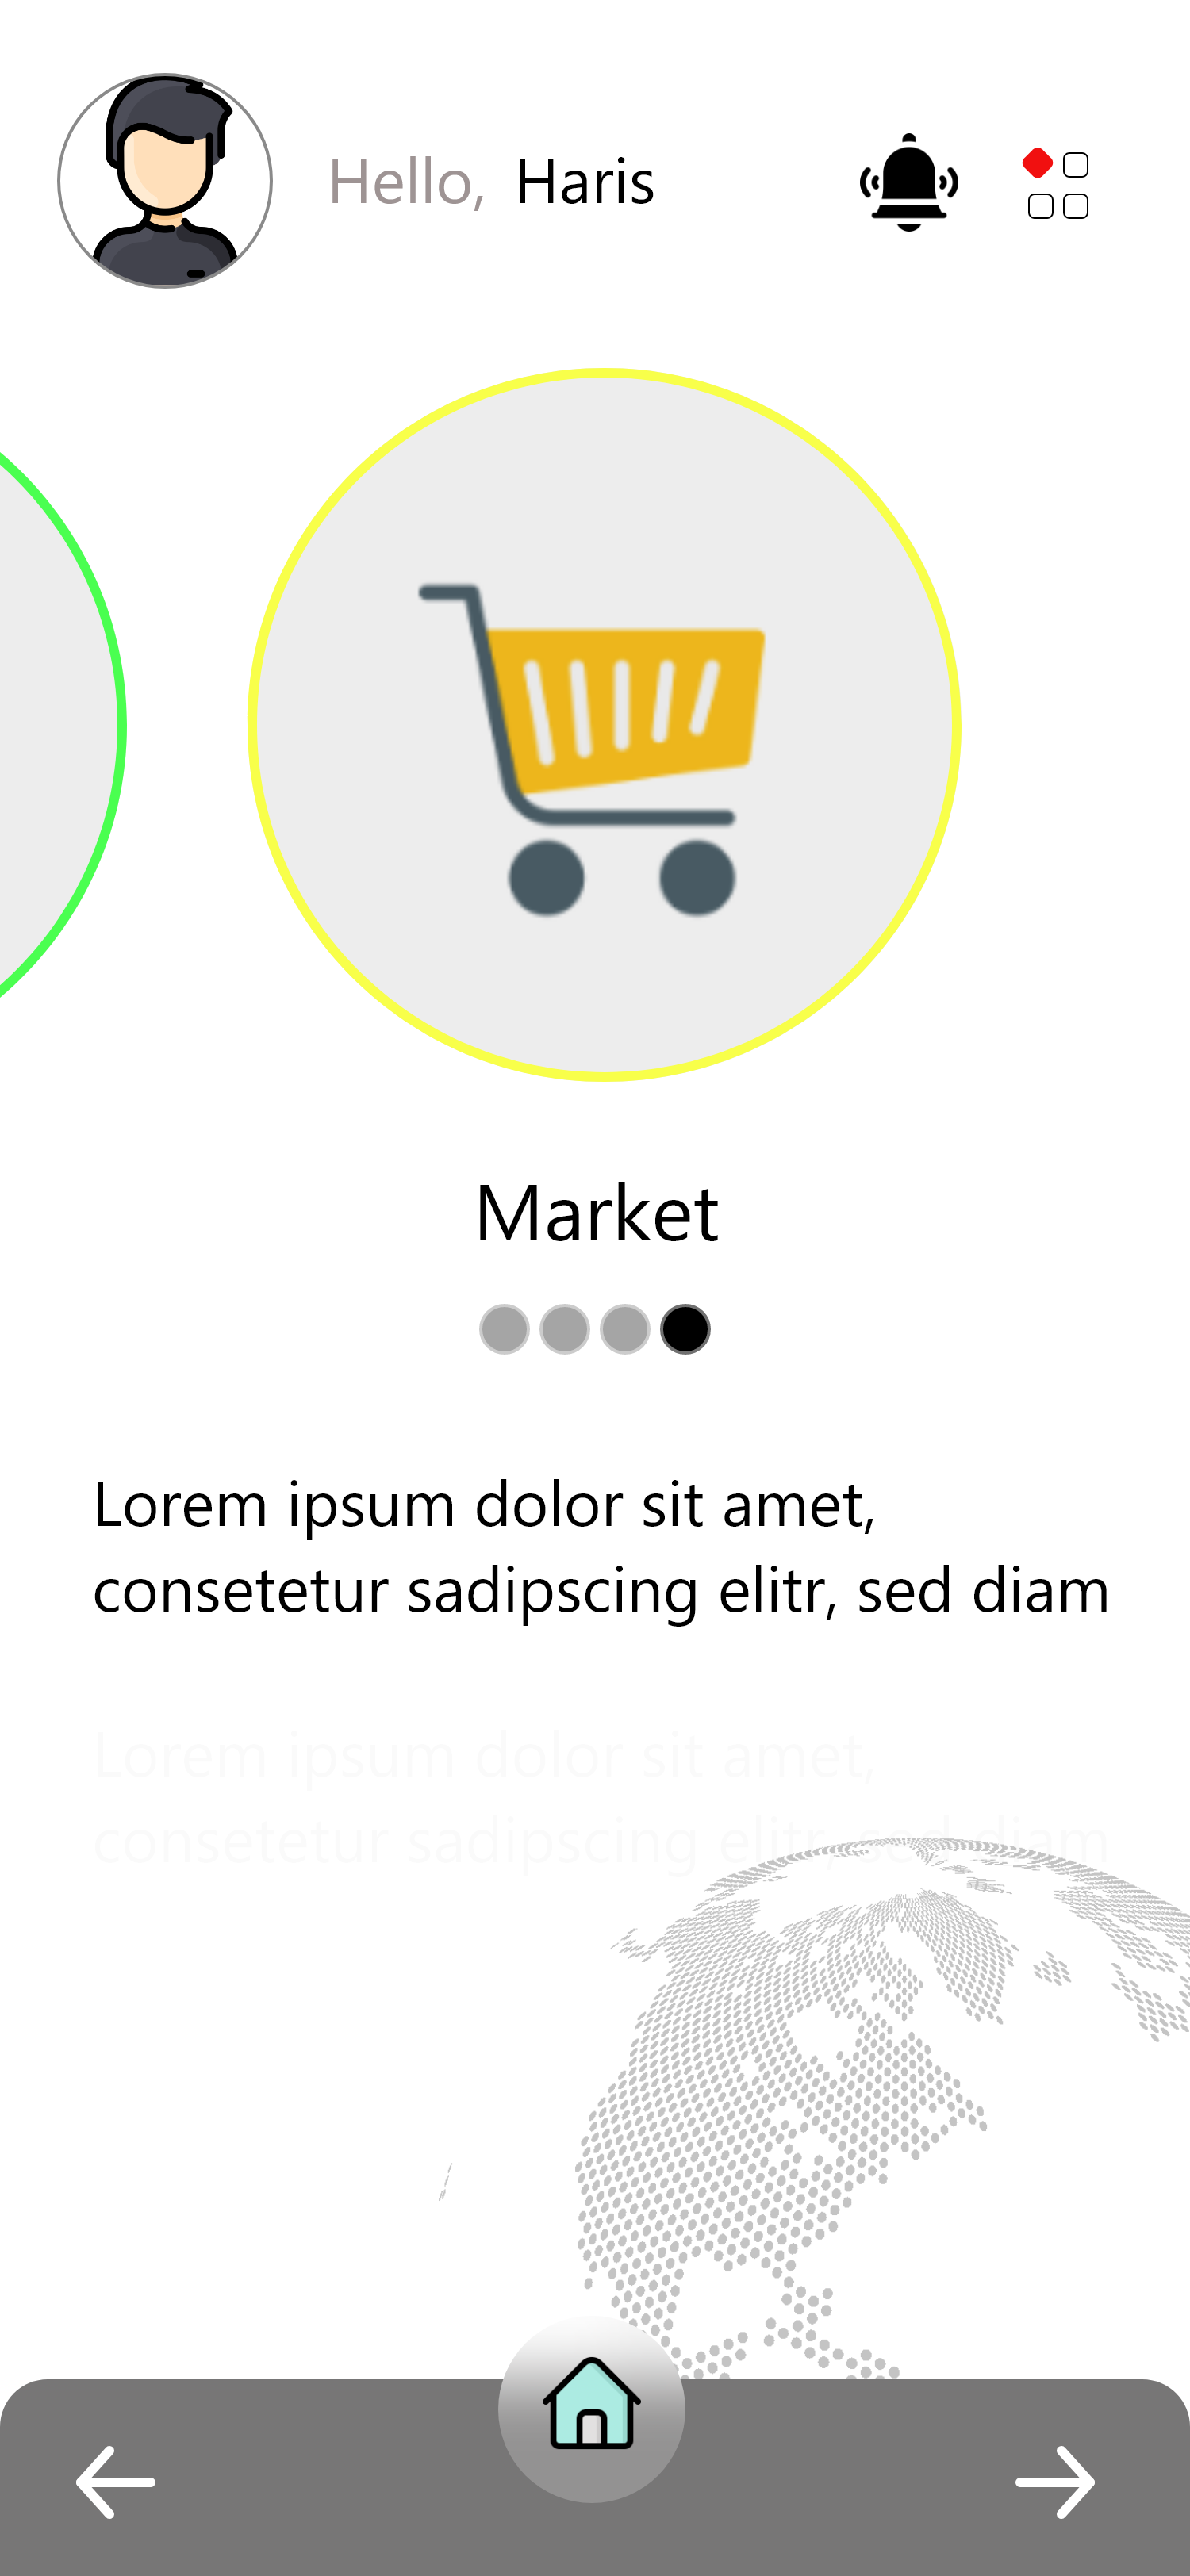 Hello, Haris
Market
Lorem ipsum dolor sit amet,
consetetur sadipscing elitr, sed diam
Lorem ipsum dolor sit amet,
consetetur sadipscing elitr, sed diam